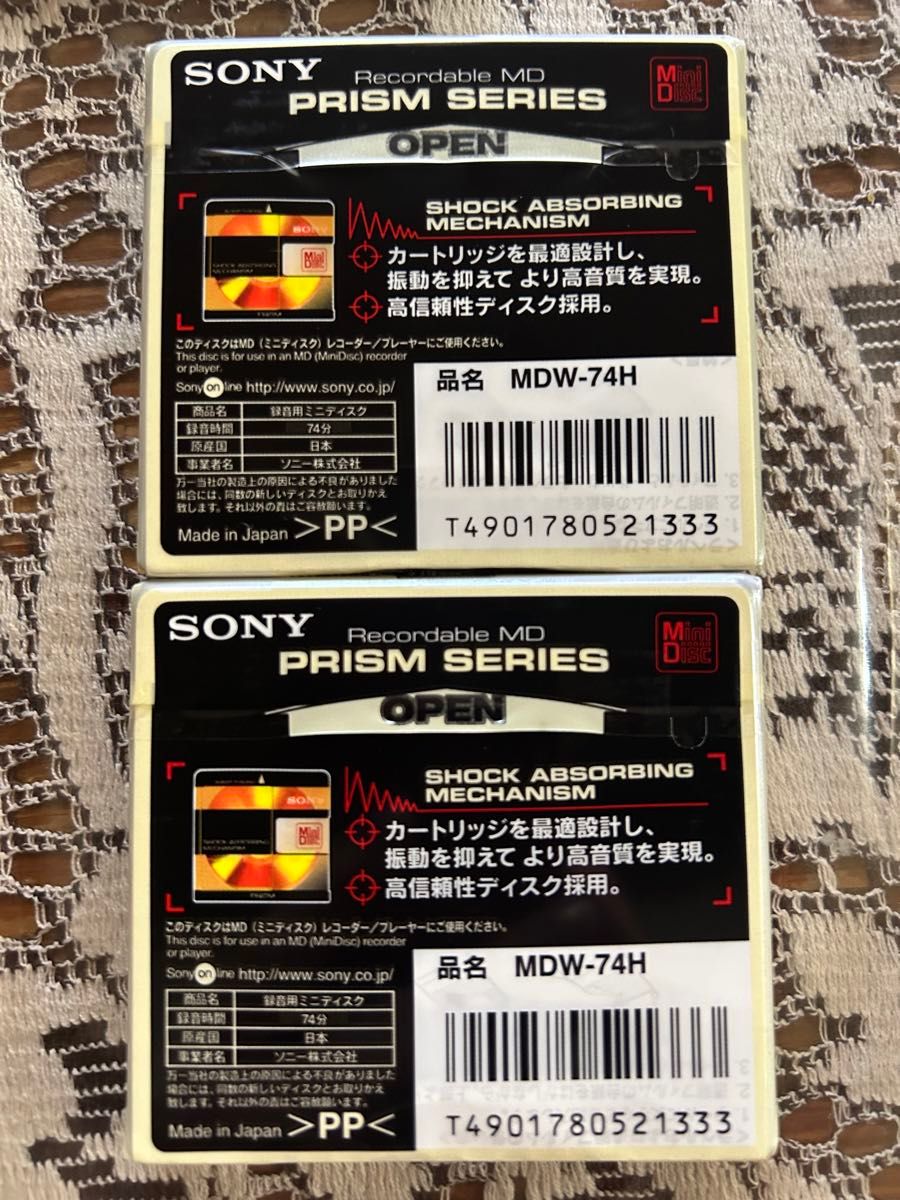 SONY
Recordable MD
PRISM SERIES
Mini
Disc
OPEN
SHOCK ABSORBING
MECHANISM
カートリッジを最適設計し、
振動を抑えて より高音質を実現。
高信頼性ディスク採用。
SONY
SHOCK ABSORBING
MECHANISM
Mini
Disc
このディスクはMD（ミニディスク）レコーダー／プレーヤーにご使用ください。
This disc is for use in an MD (MiniDisc) recorder
or player.
Sony on line http://www.sony.co.jp/
商品名 録音用ミニディスク
録音時間 74分
原産国 日本
事業者名 ソニー株式会社
万一当社の製造上の原因による不良がありました
場合には、同数の新しいディスクとお取りかえ
致します。それ以外の責はご容赦願います。
Made in Japan >PP<
品名 MDW-74H
T4901780521333
SONY
Recordable MD
PRISM SERIES
Mini
Disc
OPEN
SHOCK ABSORBING
MECHANISM
カートリッジを最適設計し、
振動を抑えて より高音質を実現。
高信頼性ディスク採用。
SONY
SHOCK ABSORBING
MECHANISM
Mini
Disc
このディスクはMD（ミニディスク）レコーダー／プレーヤーにご使用ください。
This disc is for use in an MD (MiniDisc) recorder
or player.
Sony on line http://www.sony.co.jp/
商品名 録音用ミニディスク
録音時間 74分
原産国 日本
事業者名 ソニー株式会社
万一当社の製造上の原因による不良がありました
場合には、同数の新しいディスクとお取りかえ
致します。それ以外の責はご容赦願います。
Made in Japan >PP<
品名 MDW-74H
T4901780521333